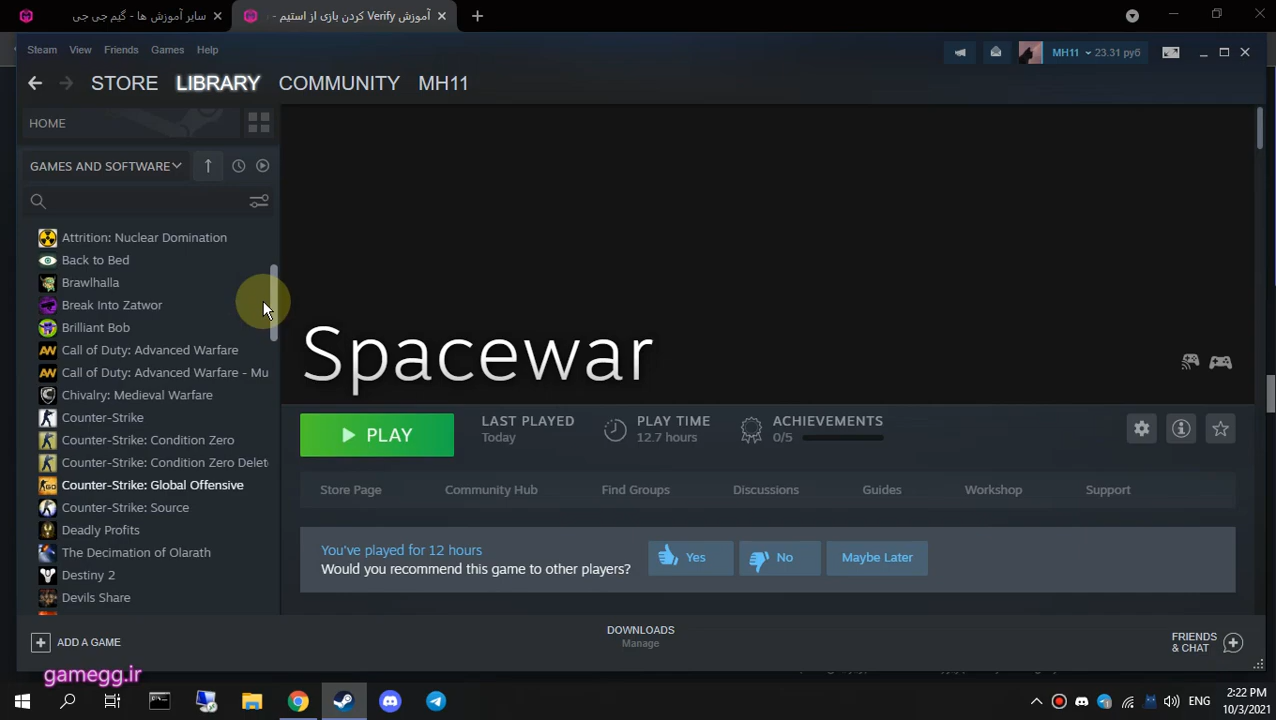 سایر آموزش ها - گیم جی جی
آموزش Verify کردن بازی از استیم -
Steam View Friends Games Help
MH11 23.31 руб
STORE LIBRARY COMMUNITY MH11
HOME
GAMES AND SOFTWARE
Attrition: Nuclear Domination
Back to Bed
Brawlhalla
Break Into Zatwor
Brilliant Bob
Call of Duty: Advanced Warfare
Call of Duty: Advanced Warfare - Mu
Chivalry: Medieval Warfare
Counter-Strike
Counter-Strike: Condition Zero
Counter-Strike: Condition Zero Delet
Counter-Strike: Global Offensive
Counter-Strike: Source
Deadly Profits
The Decimation of Olarath
Destiny 2
Devils Share
Spacewar
PLAY
LAST PLAYED
Today
PLAY TIME
12.7 hours
ACHIEVEMENTS
0/5
Store Page Community Hub Find Groups Discussions Guides Workshop Support
You've played for 12 hours
Would you recommend this game to other players?
Yes No Maybe Later
ADD A GAME
DOWNLOADS
Manage
FRIENDS
& CHAT
gamegg.ir
ENG
2:22 PM
10/3/2021